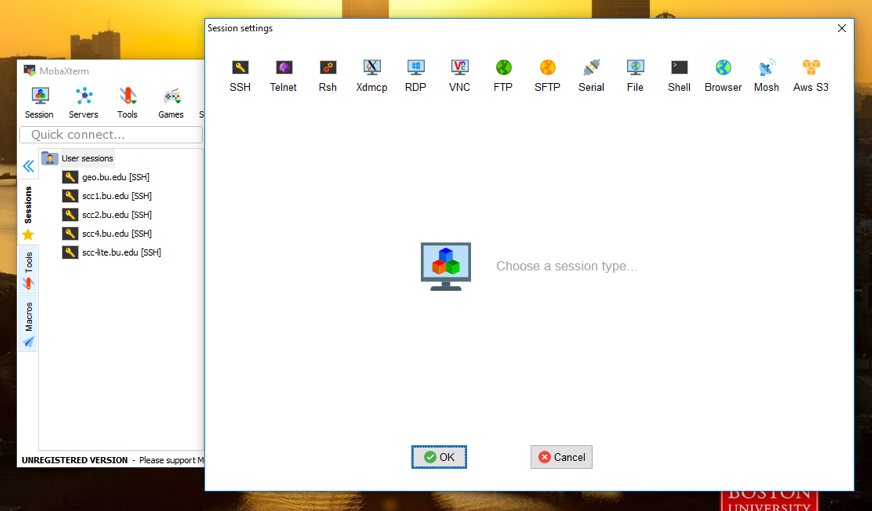 Session settings
SSH Telnet Rsh Xdmcp RDP VNC FTP SFTP Serial File Shell Browser Mosh Aws S3
Choose a session type...
OK Cancel
MobaXterm
Session Servers Tools Games
Quick connect...
User sessions
geo.bu.edu [SSH]
scc1.bu.edu [SSH]
scc2.bu.edu [SSH]
scc4.bu.edu [SSH]
scc-lite.bu.edu [SSH]
Sessions
Tools
Macros
UNREGISTERED VERSION - Please support M
BOSTON
UNIVERSITY